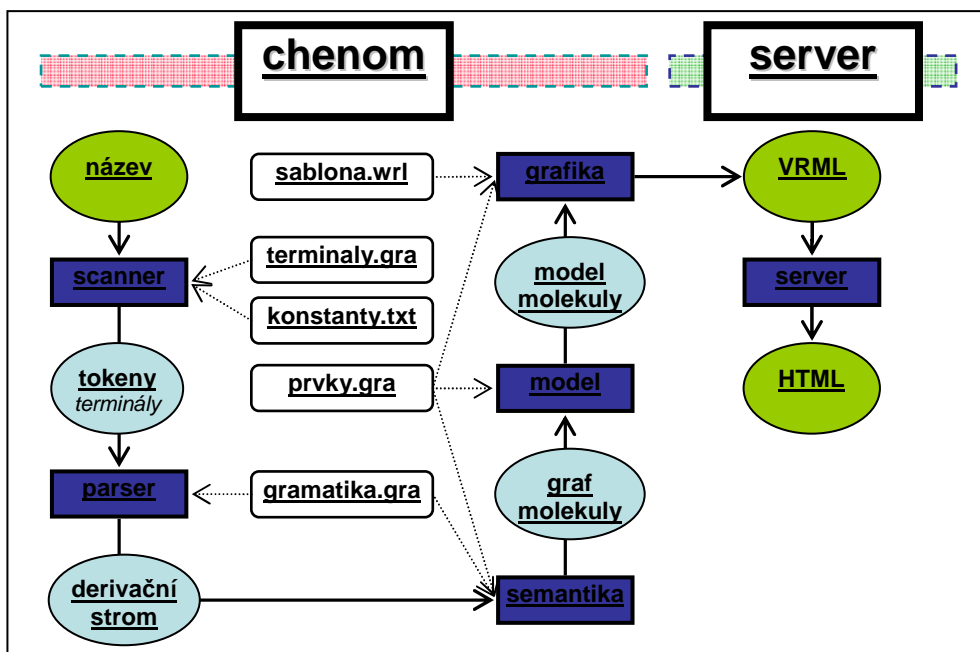 chenom
server
název
sablona.wrl
grafika
VRML
scanner
terminaly.gra
konstanty.txt
model
molekuly
server
tokeny
terminály
prvky.gra
model
HTML
parser
gramatika.gra
graf
molekuly
derivační
strom
semantika